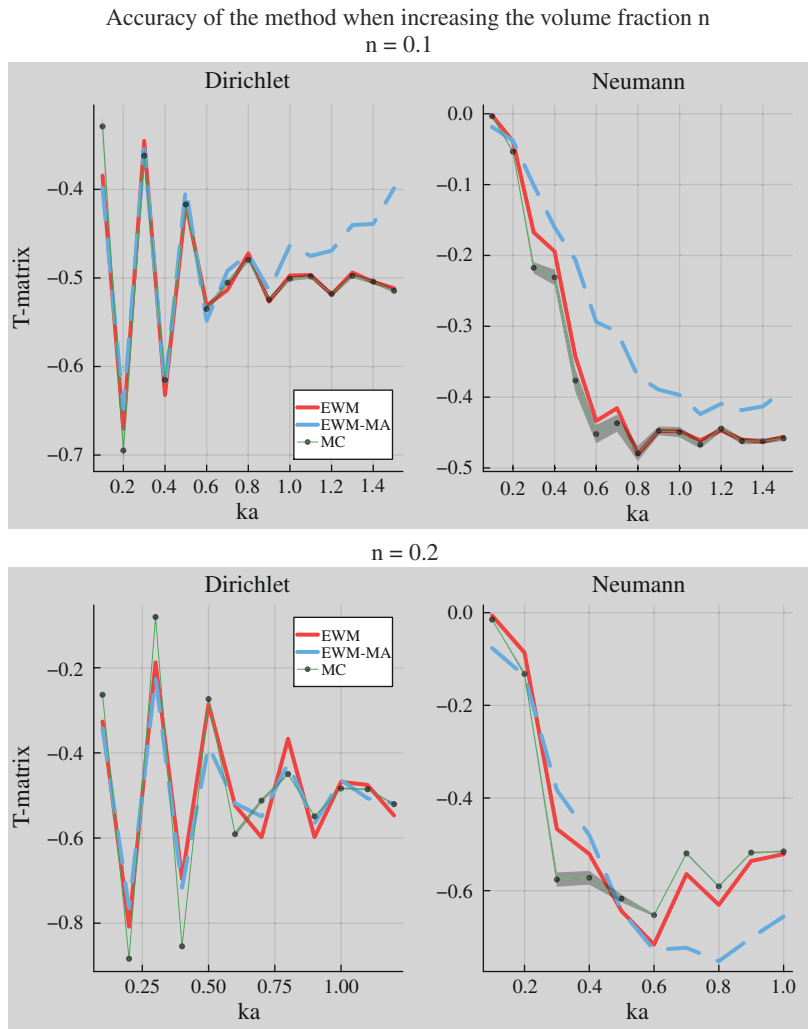 Accuracy of the method when increasing the volume fraction n
n = 0.1
Dirichlet
Neumann
T-matrix
−0.4
−0.5
−0.6
−0.7
EWM
EWM-MA
MC
0.2 0.4 0.6 0.8 1.0 1.2 1.4
ka
0.0
−0.1
−0.2
−0.3
−0.4
−0.5
0.2 0.4 0.6 0.8 1.0 1.2 1.4
ka
n = 0.2
Dirichlet
Neumann
T-matrix
−0.2
−0.4
−0.6
−0.8
EWM
EWM-MA
MC
0.25 0.50 0.75 1.00
ka
0.0
−0.2
−0.4
−0.6
0.2 0.4 0.6 0.8 1.0
ka